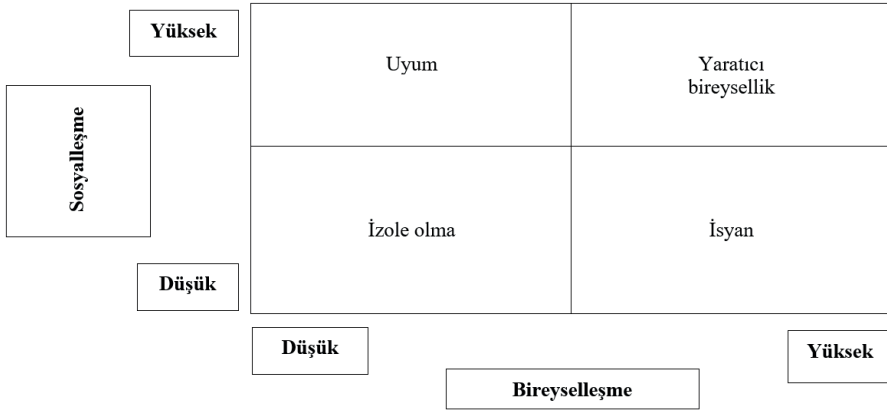 Yüksek
Uyum
Yaratıcı
bireysellik
Sosyalleşme
İzole olma
İsyan
Düşük
Düşük
Yüksek
Bireyselleşme